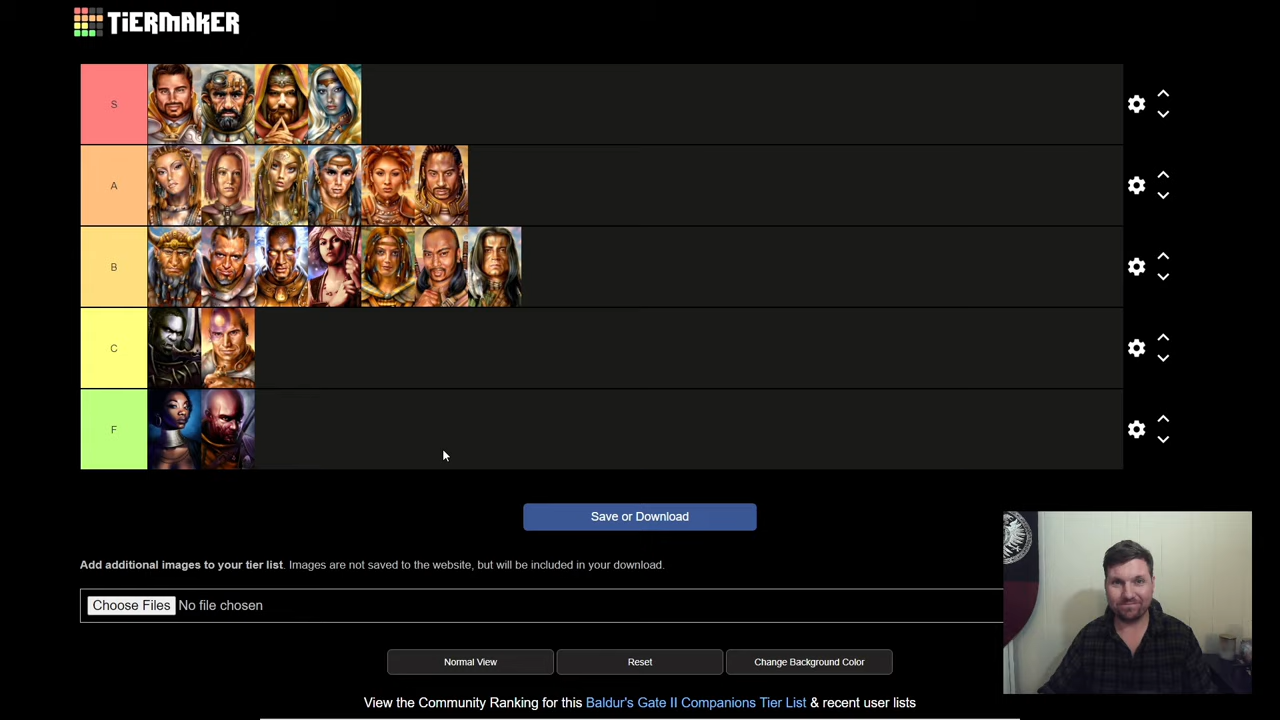 TIERMAKER
S
A
B
C
F
Save or Download
Add additional images to your tier list. Images are not saved to the website, but will be included in your download.
Choose Files No file chosen
Normal View Reset Change Background Color
View the Community Ranking for this Baldur's Gate II Companions Tier List & recent user lists